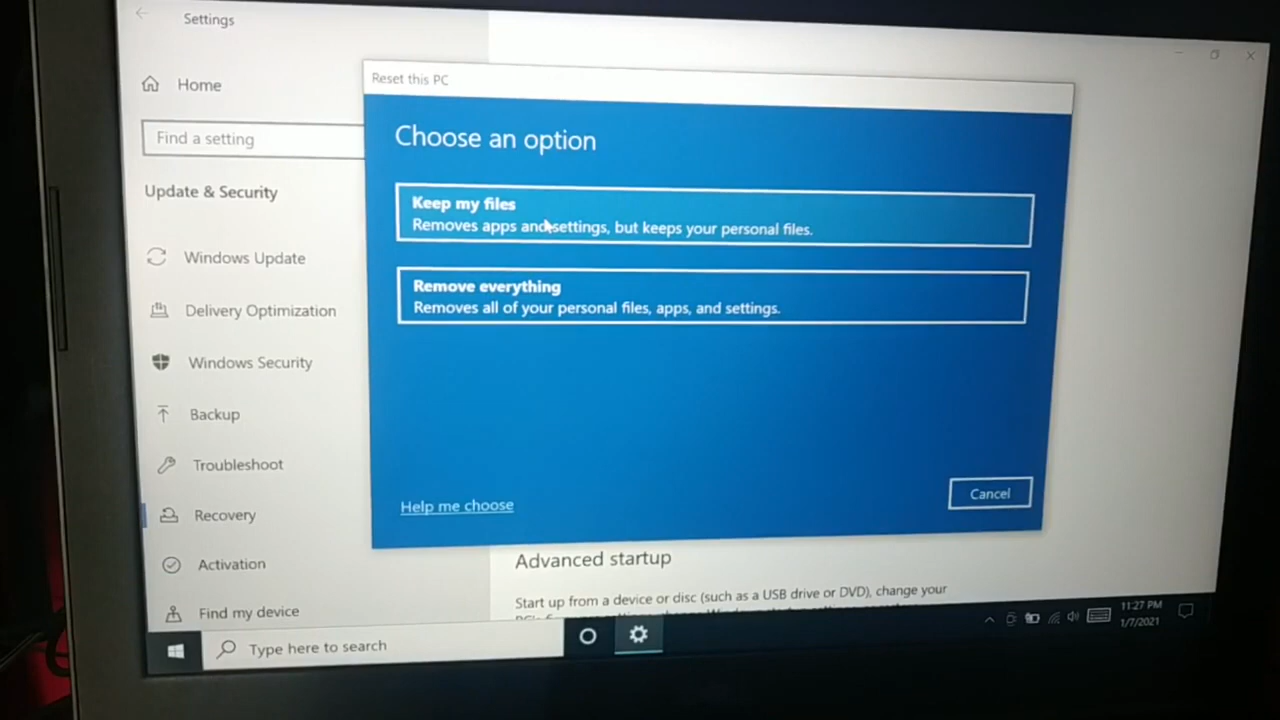 Settings
Home
Find a setting
Update & Security
Windows Update
Delivery Optimization
Windows Security
Backup
Troubleshoot
Recovery
Activation
Find my device
Reset this PC
Choose an option
Keep my files
Removes apps and settings, but keeps your personal files.
Remove everything
Removes all of your personal files, apps, and settings.
Help me choose
Cancel
Advanced startup
Start up from a device or disc (such as a USB drive or DVD), change your
Type here to search
11:27 PM
1/7/2021